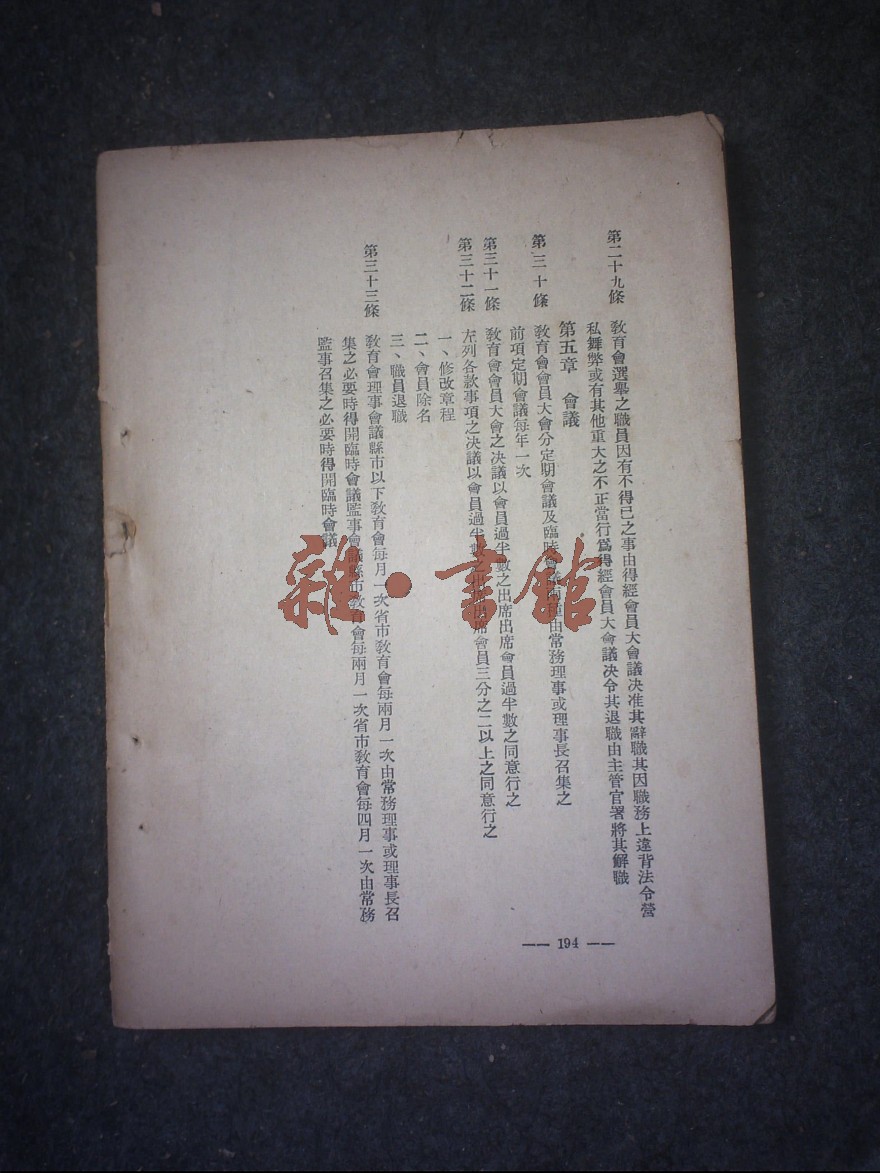 第二十九條　教育會選舉之職員因有不得已之事由得經會員大會議决准其辭職其因職務上違背法令營
私舞弊或有其他重大之不正當行爲得經會員大會議决令其退職由主管官署將其解職
第五章　會議
第三十條　教育會會員大會分定期會議及臨時會議兩種由常務理事或理事長召集之
前項定期會議每年一次
第三十一條　教育會會員大會之决議以會員過半數之出席出席會員過半數之同意行之
第三十二條　左列各款事項之决議以會員過半數之出席出席會員三分之二以上之同意行之
一、修改章程
二、會員除名
三、職員退職
第三十三條　教育會理事會議縣市以下教育會每月一次省市教育會每兩月一次由常務理事或理事長召
集之必要時得開臨時會議監事會議縣市教育會每兩月一次省市教育會每四月一次由常務
監事召集之必要時得開臨時會議
—— 194 ——
雜·書館